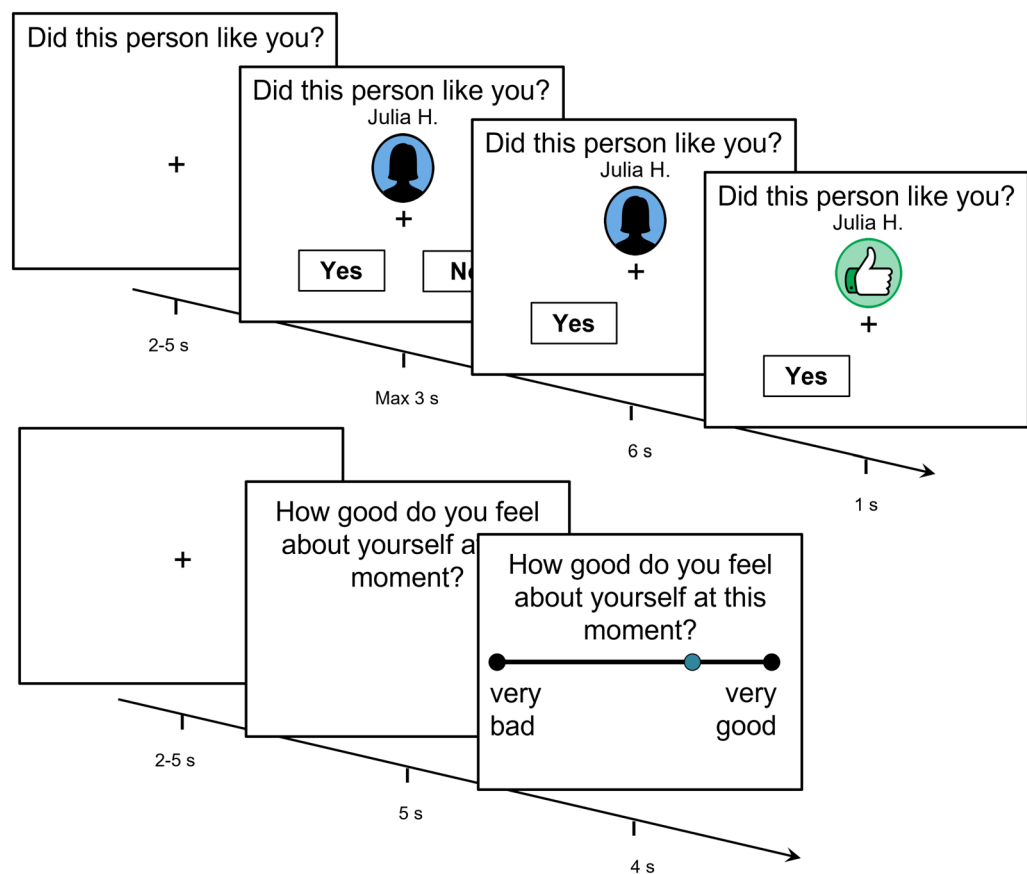 Did this person like you?
Did this person like you?
Julia H.
Yes
Did this person like you?
Julia H.
Yes
Did this person like you?
Julia H.
Yes
2-5 s
Max 3 s
6 s
1 s
How good do you feel
about yourself
moment?
How good do you feel
about yourself at this
moment?
very
bad
very
good
2-5 s
5 s
4 s